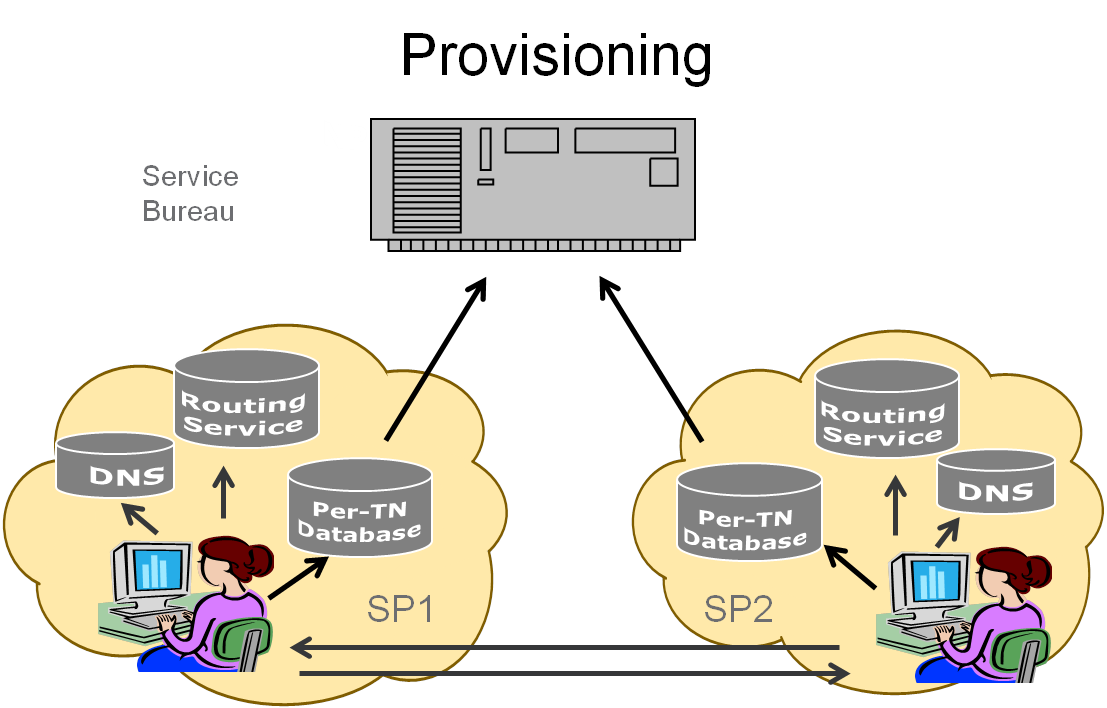 Provisioning
Service
Bureau
Routing
Service
DNS
Per-TN
Database
SP1
Routing
Service
DNS
Per-TN
Database
SP2